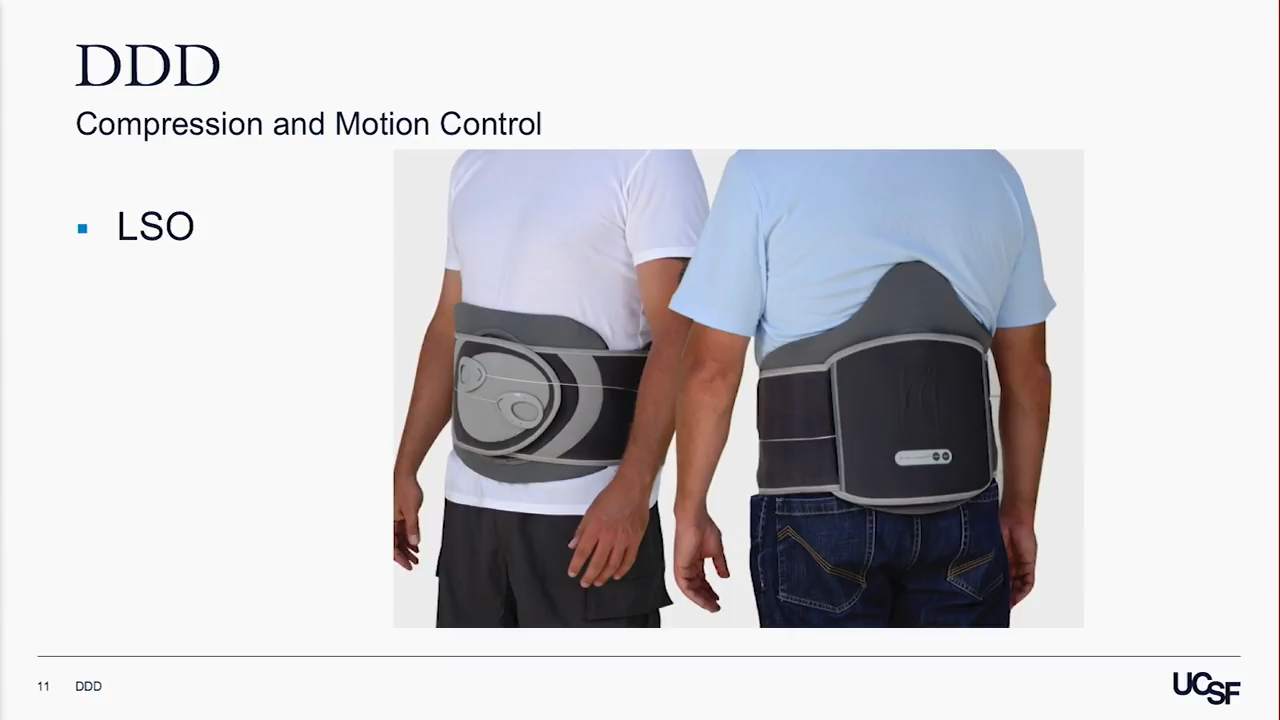 DDD
Compression and Motion Control
▪ LSO
11 DDD
UCSF